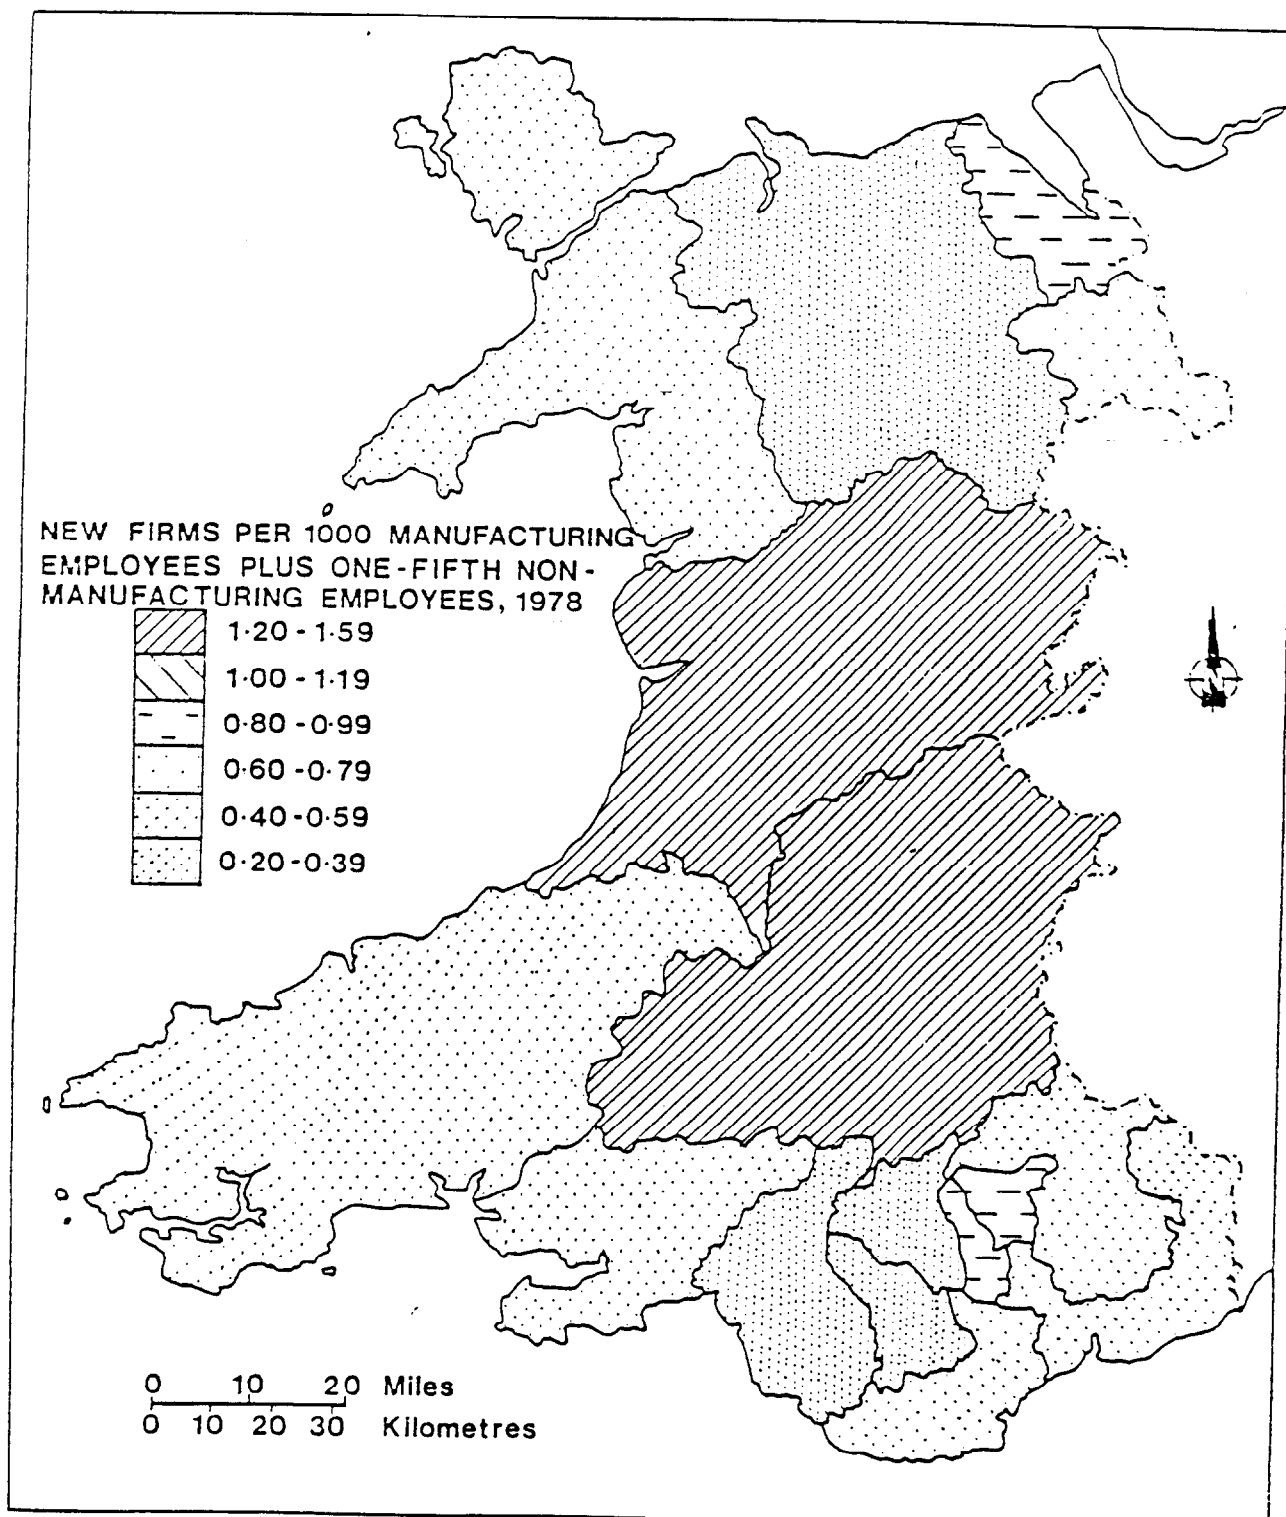 NEW FIRMS PER 1000 MANUFACTURING
EMPLOYEES PLUS ONE-FIFTH NON-
MANUFACTURING EMPLOYEES, 1978
1·20 - 1·59
1·00 - 1·19
0·80 - 0·99
0·60 - 0·79
0·40 - 0·59
0·20 - 0·39
0 10 20 Miles
0 10 20 30 Kilometres